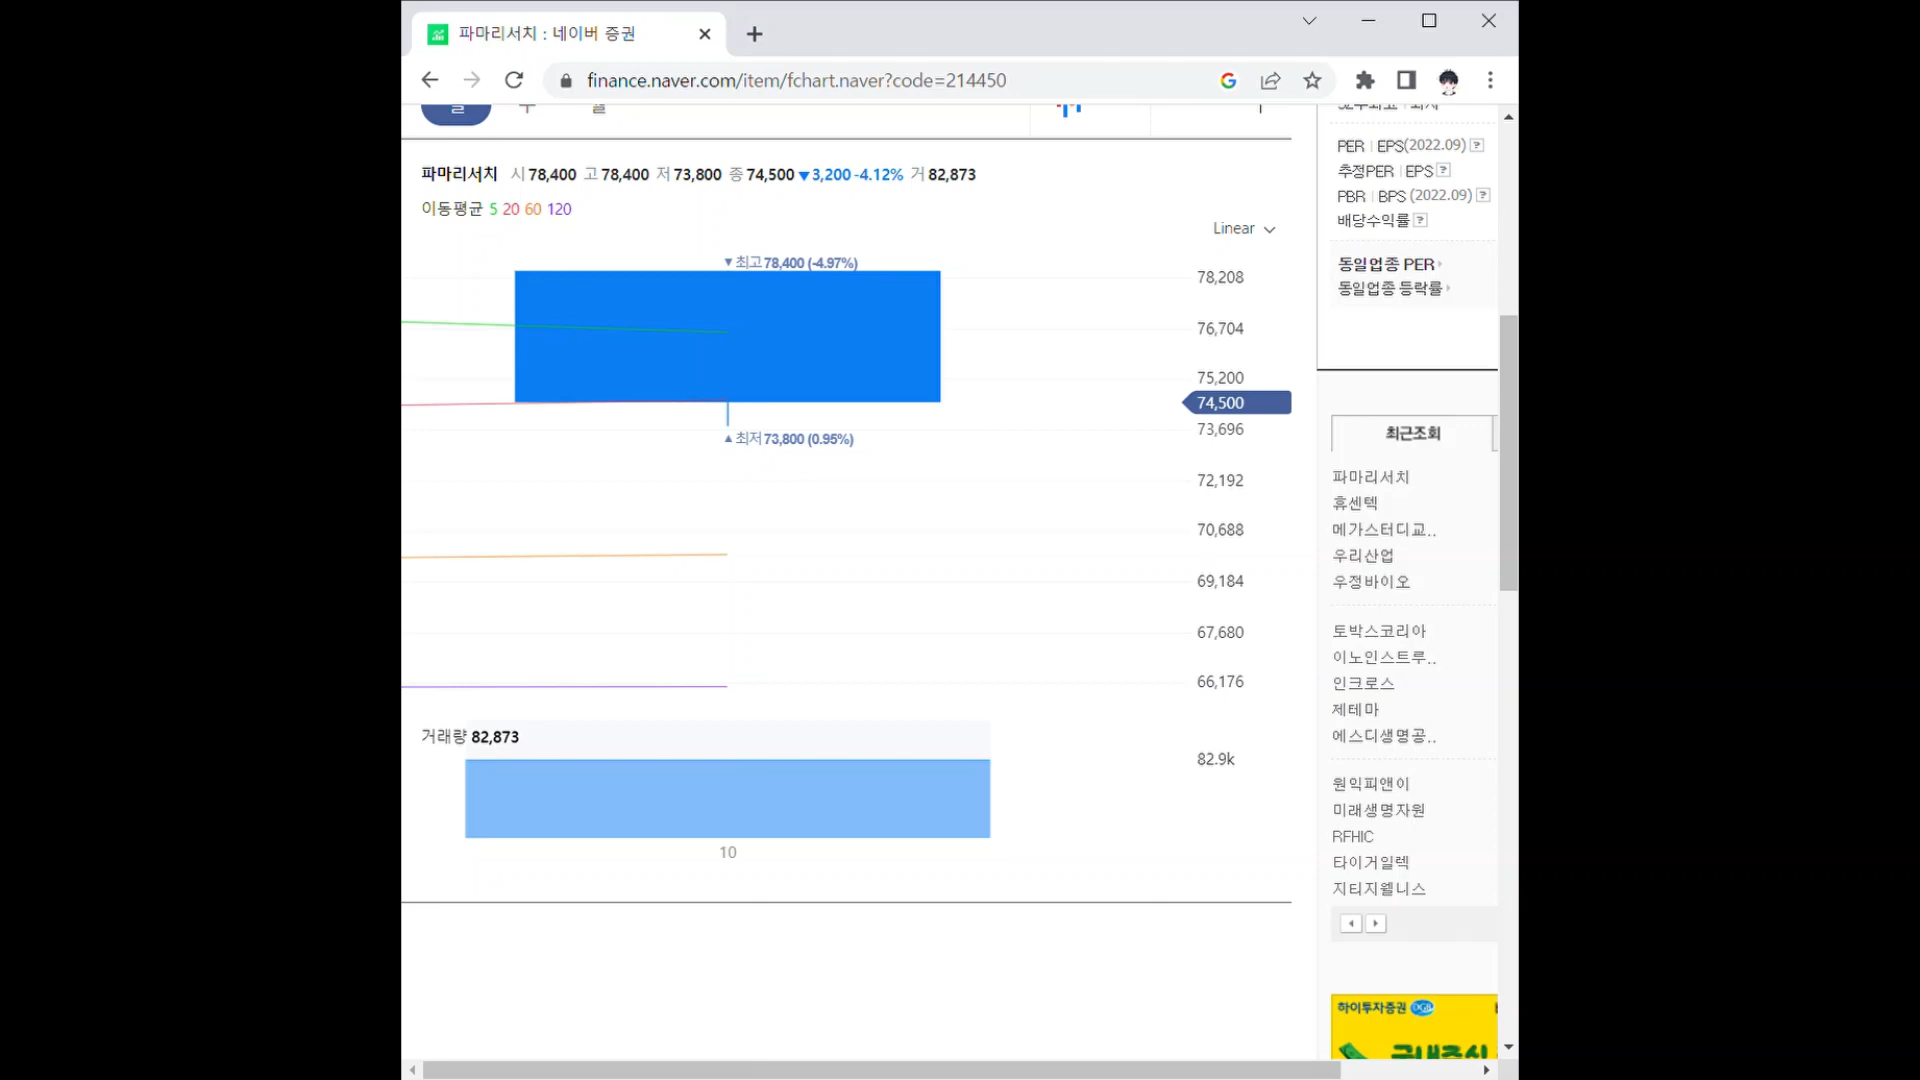 파마리서치 : 네이버 증권
finance.naver.com/item/fchart.naver?code=214450
파마리서치 시 78,400 고 78,400 저 73,800 종 74,500 ▼3,200 -4.12% 거 82,873
이동평균 5 20 60 120
Linear
▼최고 78,400 (-4.97%)
78,208
76,704
75,200
74,500
▲최저 73,800 (0.95%)
73,696
72,192
70,688
69,184
67,680
66,176
거래량 82,873
82.9k
10
PER | EPS(2022.09) ?
추정PER | EPS ?
PBR | BPS (2022.09) ?
배당수익률 ?
동일업종 PER
동일업종 등락률
최근조회
파마리서치
휴센텍
메가스터디교..
우리산업
우정바이오
토박스코리아
이노인스트루..
인크로스
제테마
에스디생명공..
원익피앤이
미래생명자원
RFHIC
타이거일렉
지티지웰니스
하이투자증권 DGB